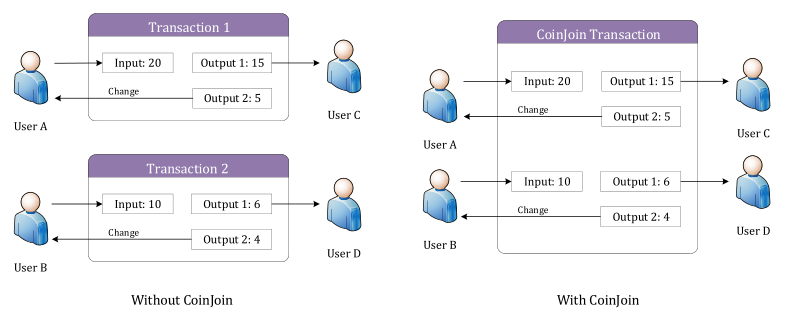 Transaction 1
Input: 20
Output 1: 15
Change
Output 2: 5
User A
User C
Transaction 2
Input: 10
Output 1: 6
Change
Output 2: 4
User B
User D
Without CoinJoin
CoinJoin Transaction
Input: 20
Output 1: 15
Change
Output 2: 5
User A
User C
Input: 10
Output 1: 6
Change
Output 2: 4
User B
User D
With CoinJoin